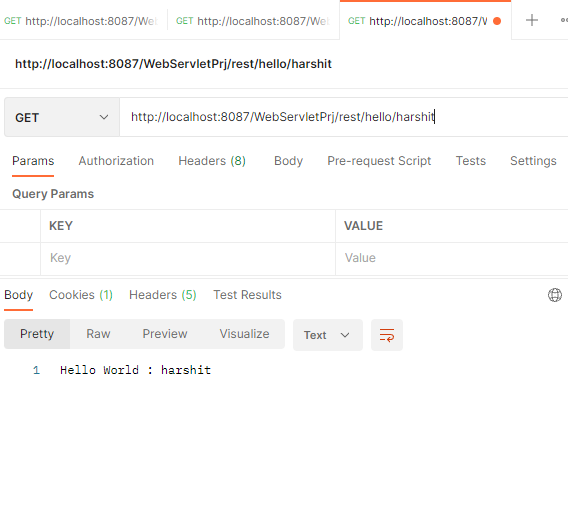 GET http://localhost:8087/We GET http://localhost:8087/We GET http://localhost:8087/W
http://localhost:8087/WebServletPrj/rest/hello/harshit
GET http://localhost:8087/WebServletPrj/rest/hello/harshit
Params Authorization Headers (8) Body Pre-request Script Tests Settings
Query Params
KEY VALUE
Key Value
Body Cookies (1) Headers (5) Test Results
Pretty Raw Preview Visualize Text
1 Hello World : harshit